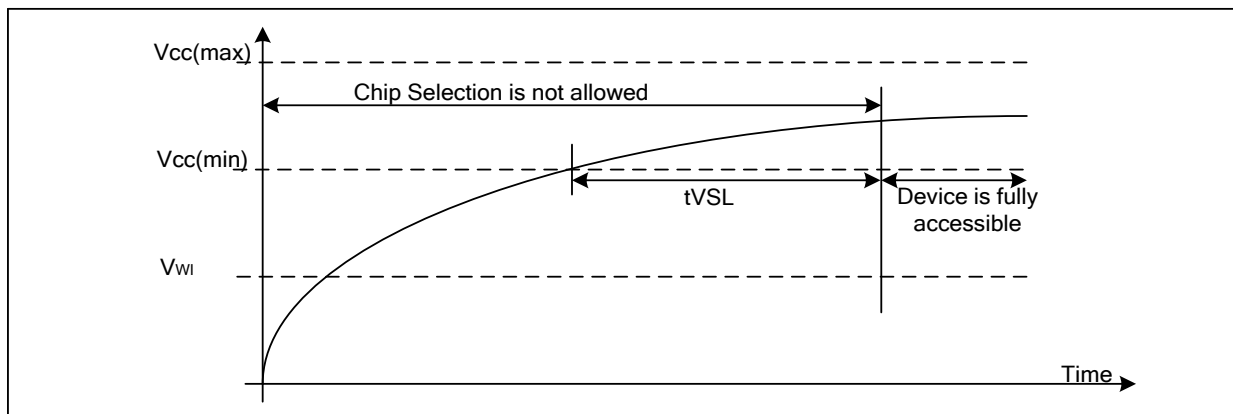 Vcc(max)
Chip Selection is not allowed
Vcc(min)
tVSL
Device is fully
accessible
VWI
Time